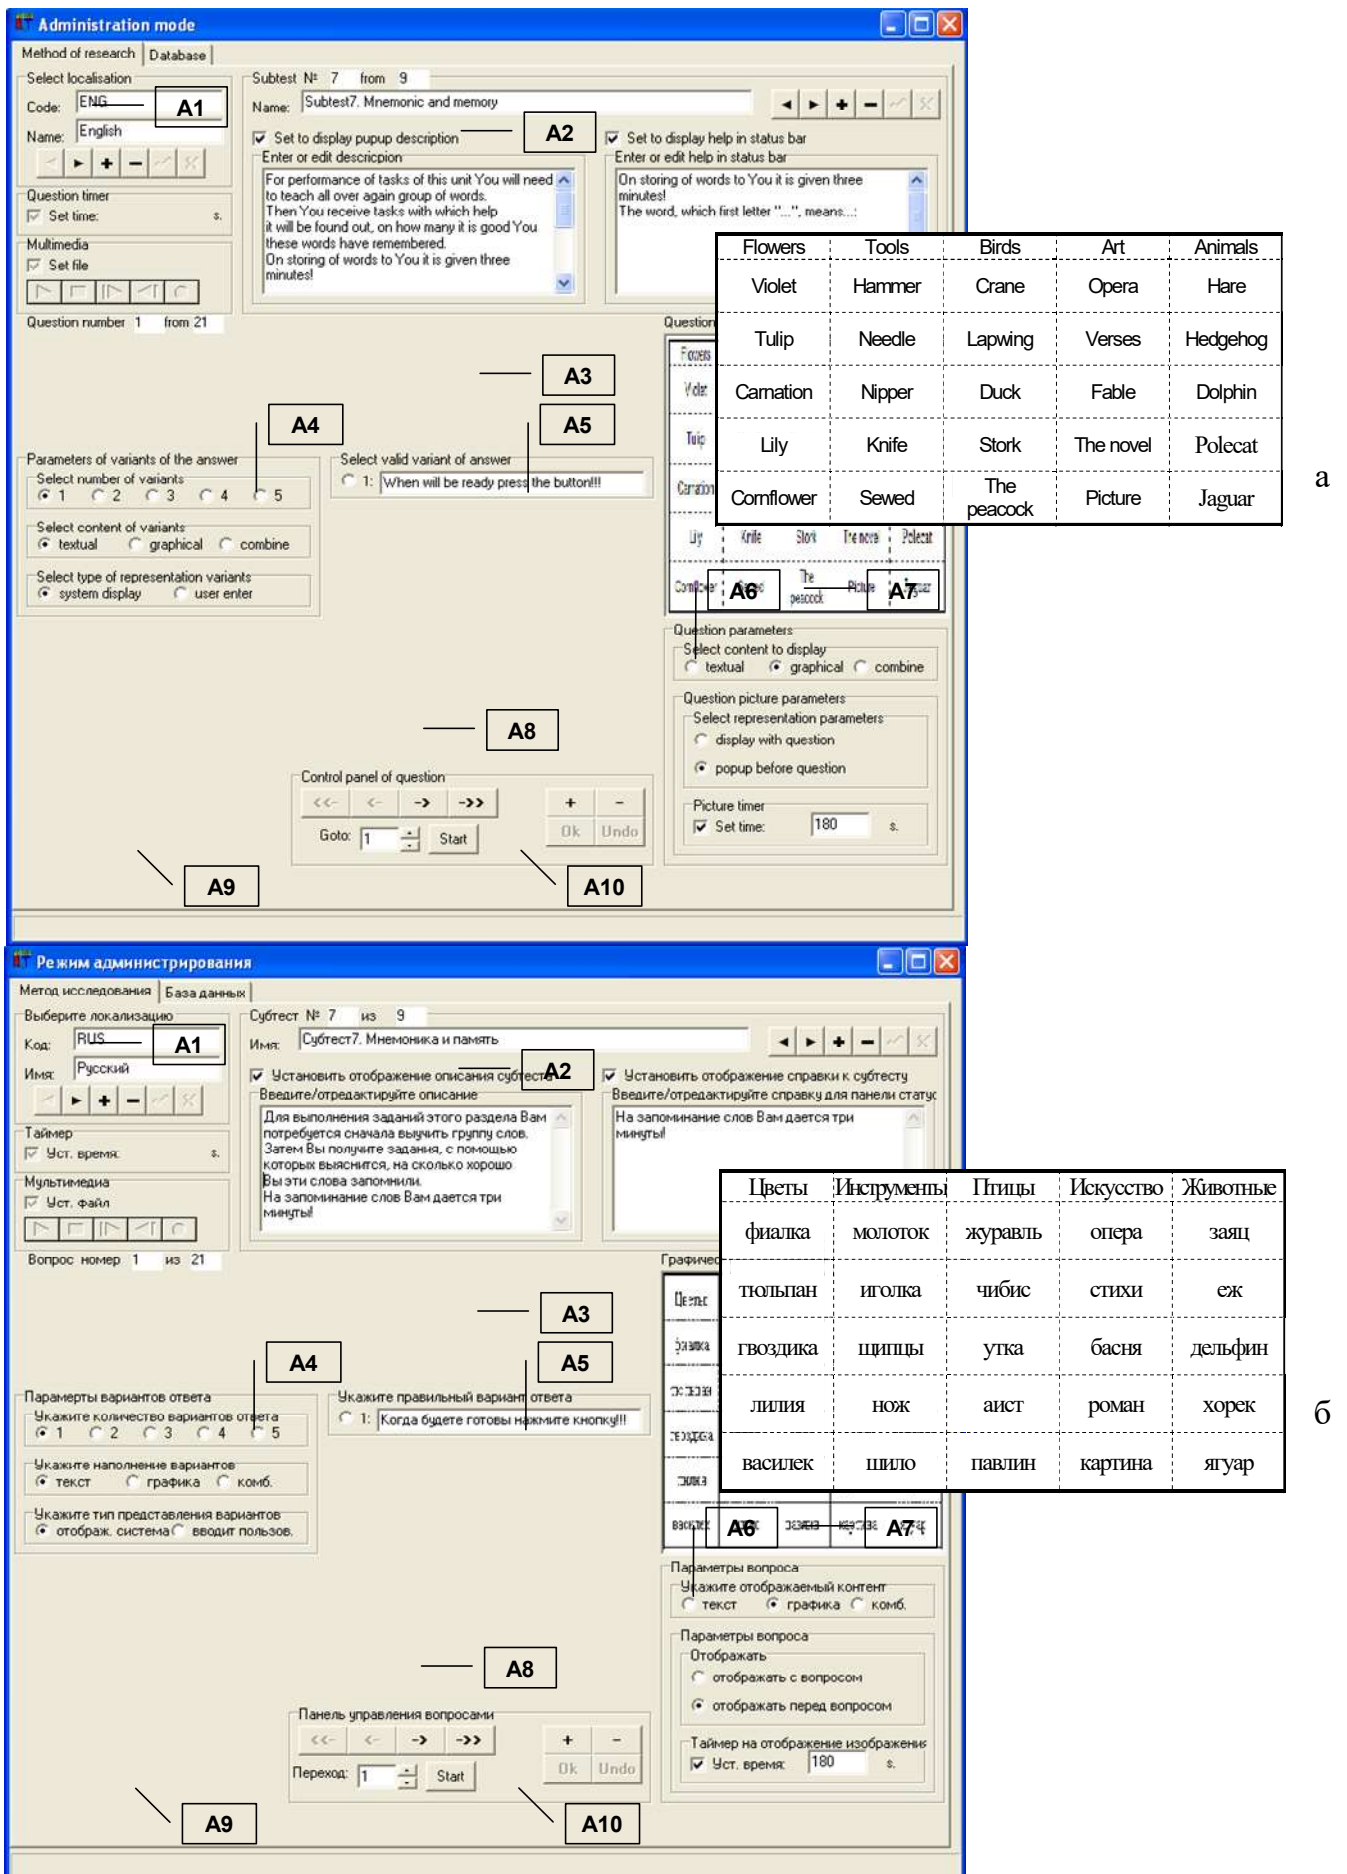 Administration mode
Method of research Database
Select localisation
Code: ENG
Name: English
A1
Subtest № 7 from 9
Name: Subtest7. Mnemonic and memory
Set to display pupup description
A2
Set to display help in status bar
Enter or edit descricpion
For performance of tasks of this unit You will need
to teach all over again group of words.
Then You receive tasks with which help
it will be found out, on how many it is good You
these words have remembered.
On storing of words to You it is given three
minutes!
Enter or edit help in status bar
On storing of words to You it is given three
minutes!
The word, which first letter "...", means...:
Question timer
Set time: s.
Multimedia
Set file
Question number 1 from 21
Question
Flowers Tools Birds Art Animals
Violet Hammer Crane Opera Hare
Tulip Needle Lapwing Verses Hedgehog
Carnation Nipper Duck Fable Dolphin
Lily Knife Stork The novel Polecat
Cornflower Sewed The peacock Picture Jaguar
а
Flowers
Violet
Tulip
Carnation
Lily Knife Stork The novel Polecat
Cornflower Sewed The peacock Picture Jaguar
A3
A4
A5
A6
A7
Parameters of variants of the answer
Select number of variants
1 2 3 4 5
Select content of variants
textual graphical combine
Select type of representation variants
system display user enter
Select valid variant of answer
1: When will be ready press the button!!!
Question parameters
Select content to display
textual graphical combine
Question picture parameters
Select representation parameters
display with question
popup before question
Picture timer
Set time: 180 s.
A8
Control panel of question
<<- <- -> ->> + -
Goto: 1 Start Ok Undo
A9
A10
Режим администрирования
Метод исследования База данных
Выберите локализацию
Код: RUS
Имя: Русский
A1
Субтест № 7 из 9
Имя: Субтест7. Мнемоника и память
Установить отображение описания субтеста
A2
Установить отображение справки к субтесту
Введите/отредактируйте описание
Для выполнения заданий этого раздела Вам
потребуется сначала выучить группу слов.
Затем Вы получите задания, с помощью
которых выяснится, на сколько хорошо
Вы эти слова запомнили.
На запоминание слов Вам дается три
минуты!
Введите/отредактируйте справку для панели статус
На запоминание слов Вам дается три
минуты!
Таймер
Уст. время: s.
Мультимедиа
Уст. файл
Вопрос номер 1 из 21
Графичес
Цветы Инструменты Птицы Искусство Животные
фиалка молоток журавль опера заяц
тюльпан иголка чибис стихи еж
гвоздика щипцы утка басня дельфин
лилия нож аист роман хорек
василек шило павлин картина ягуар
б
A3
A4
A5
A6
A7
Парамерты вариантов ответа
Укажите количество вариантов ответа
1 2 3 4 5
Укажите наполнение вариантов
текст графика комб.
Укажите тип представления вариантов
отображ. система вводит пользов.
Укажите правильный вариант ответа
1: Когда будете готовы нажмите кнопку!!!
Параметры вопроса
Укажите отображаемый контент
текст графика комб.
Параметры вопроса
Отображать
отображать с вопросом
отображать перед вопросом
Таймер на отображение изображения
Уст. время: 180 s.
A8
Панель управления вопросами
<<- <- -> ->> + -
Переход: 1 Start Ok Undo
A9
A10